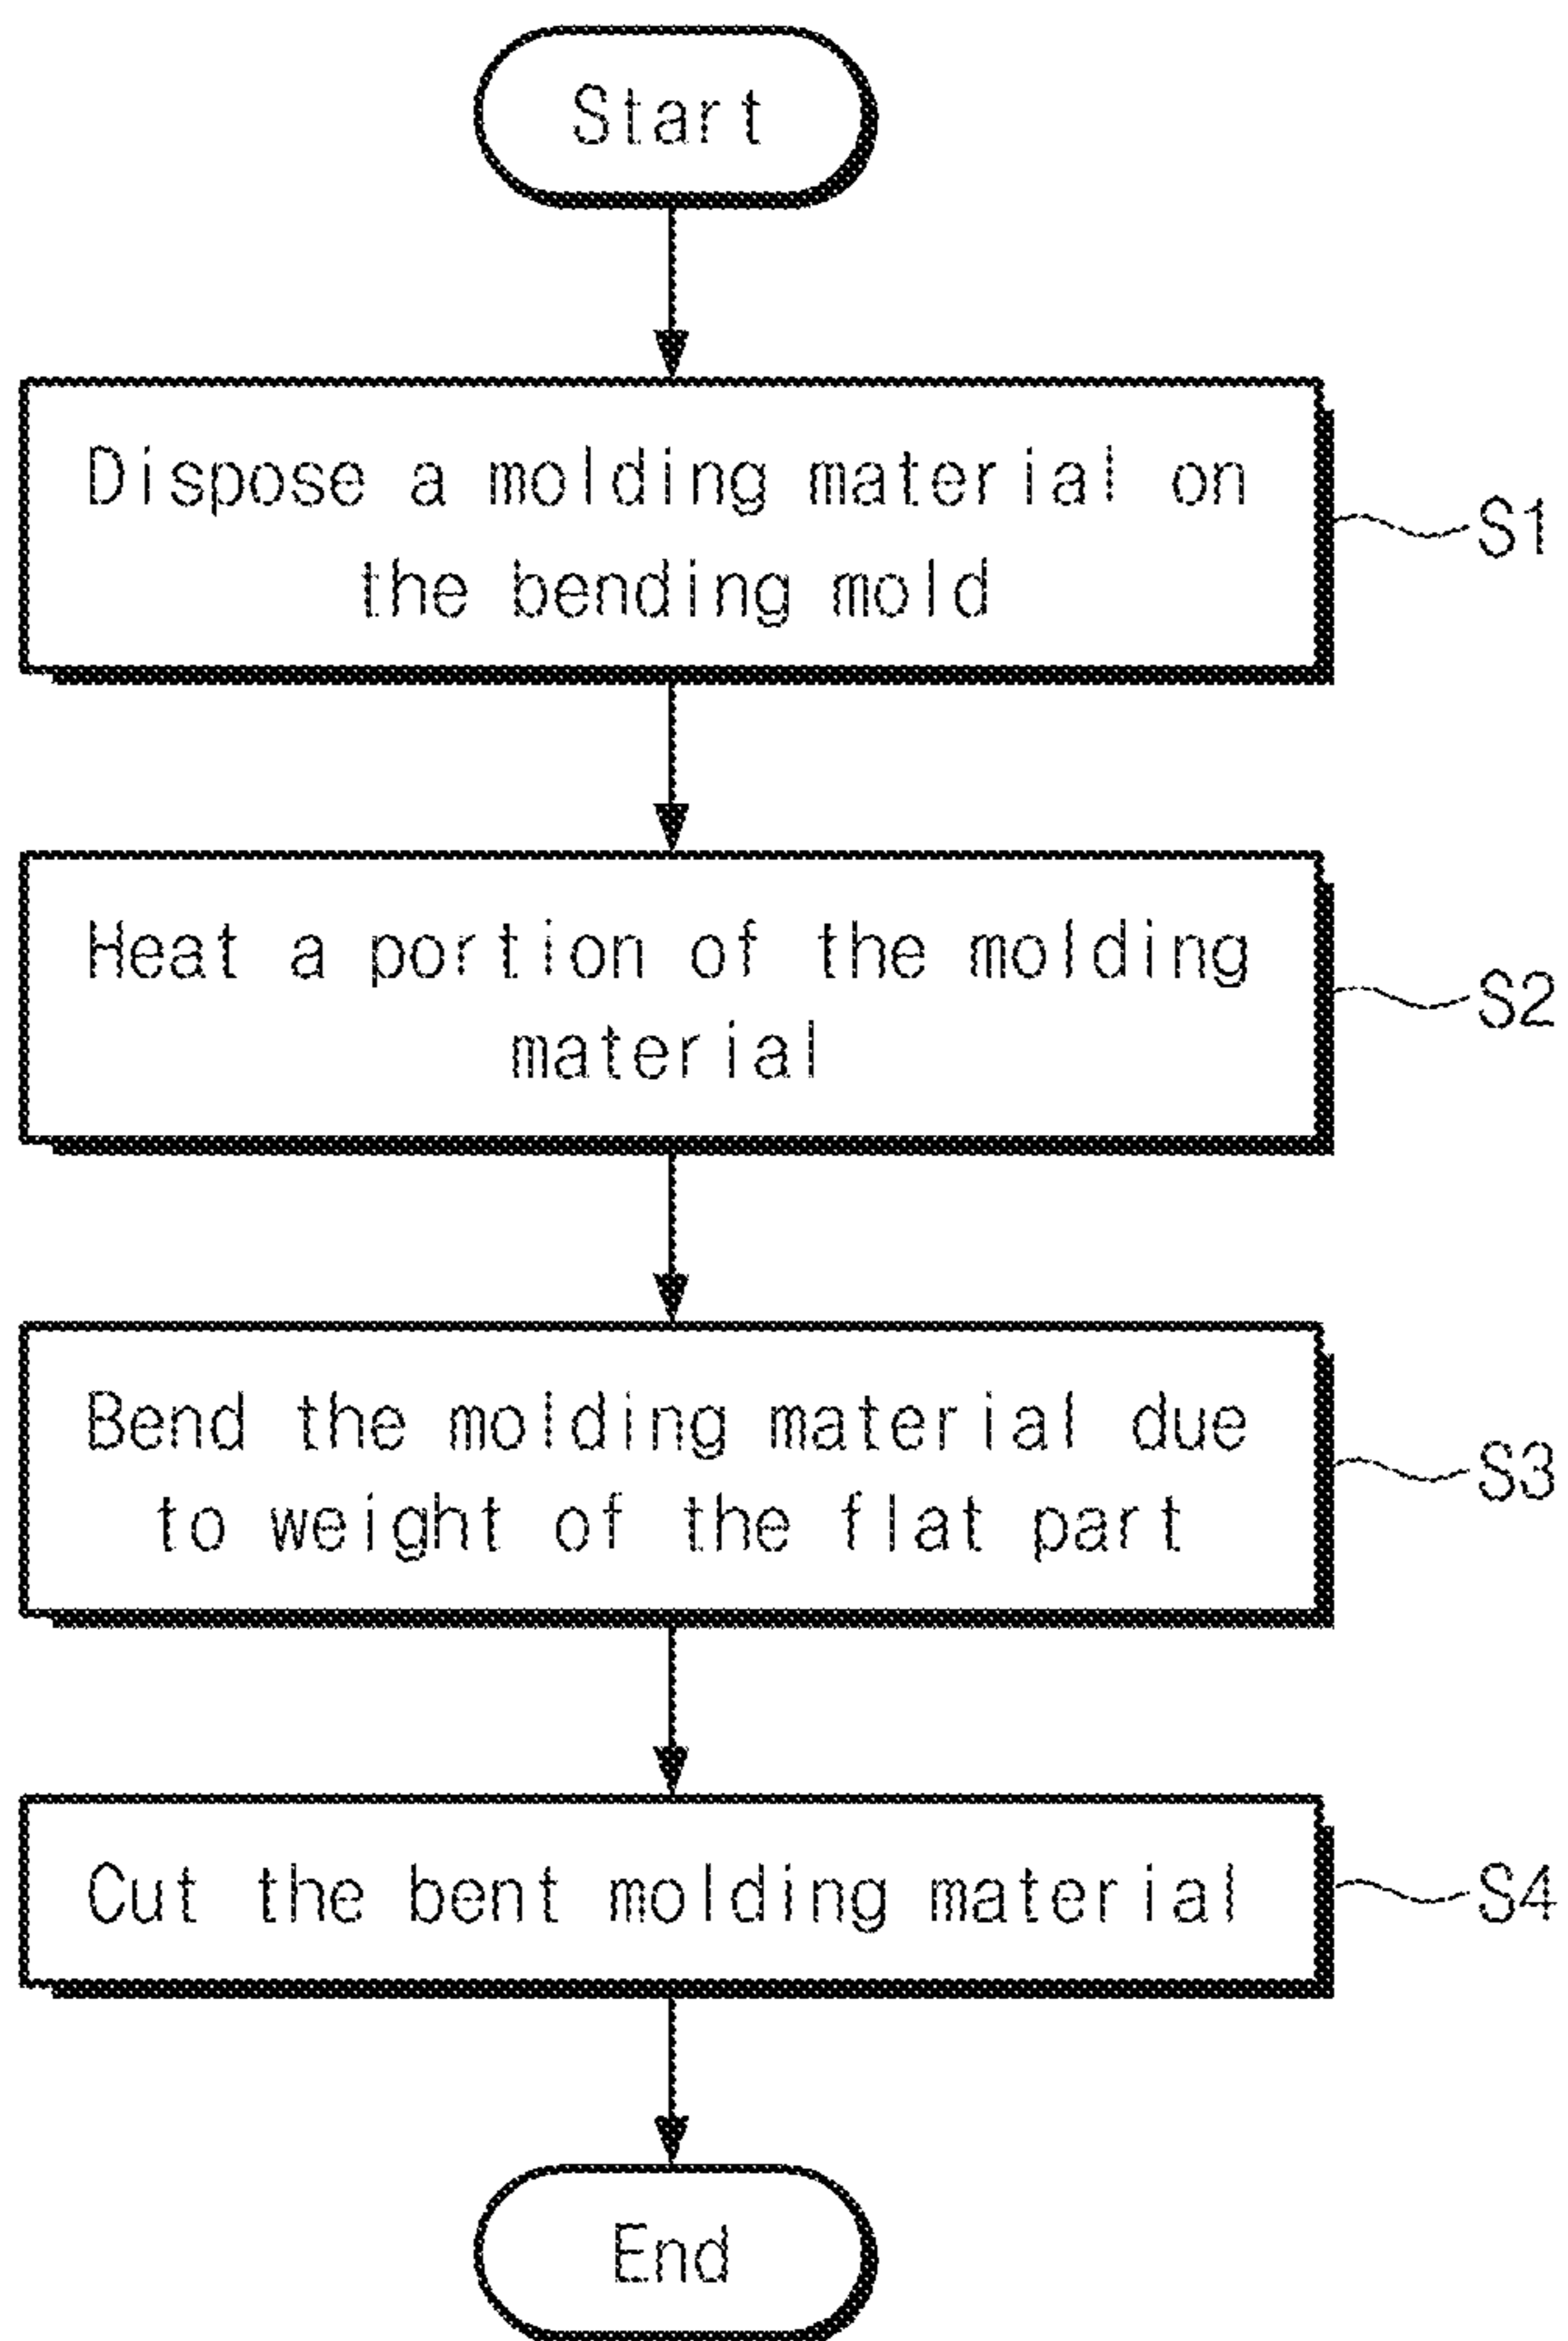 Start
Dispose a molding material on
the bending mold
S1
Heat a portion of the molding
material
S2
Bend the molding material due
to weight of the flat part
S3
Cut the bent molding material
S4
End